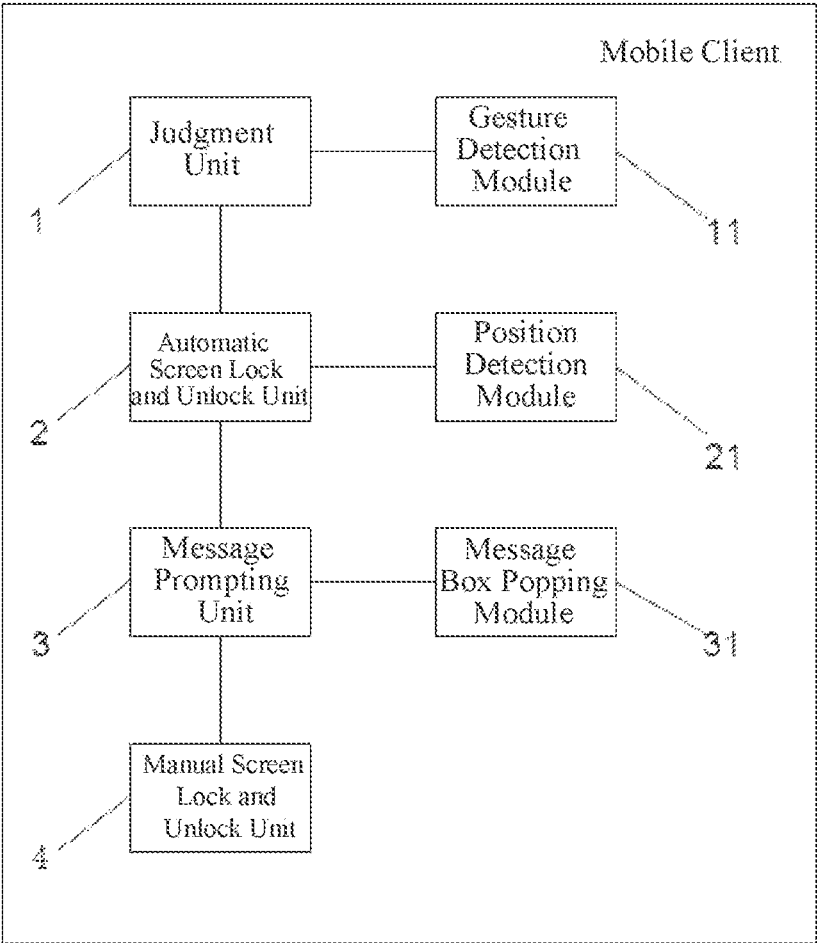 Mobile Client
Judgment
Unit
Gesture
Detection
Module
1
11
Automatic
Screen Lock
and Unlock Unit
Position
Detection
Module
2
21
Message
Prompting
Unit
Message
Box Popping
Module
3
31
Manual Screen
Lock and
Unlock Unit
4